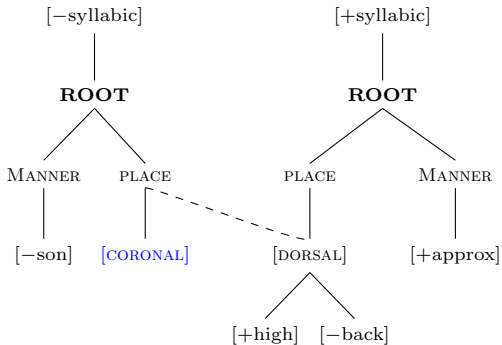 [−syllabic] [+syllabic]
ROOT ROOT
MANNER PLACE PLACE MANNER
[−son] [CORONAL] [DORSAL] [+approx]
[+high] [−back]